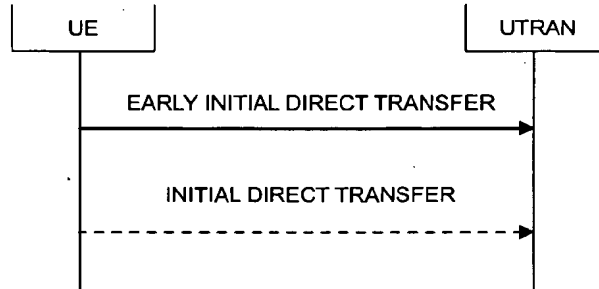 UE
UTRAN
EARLY INITIAL DIRECT TRANSFER
INITIAL DIRECT TRANSFER